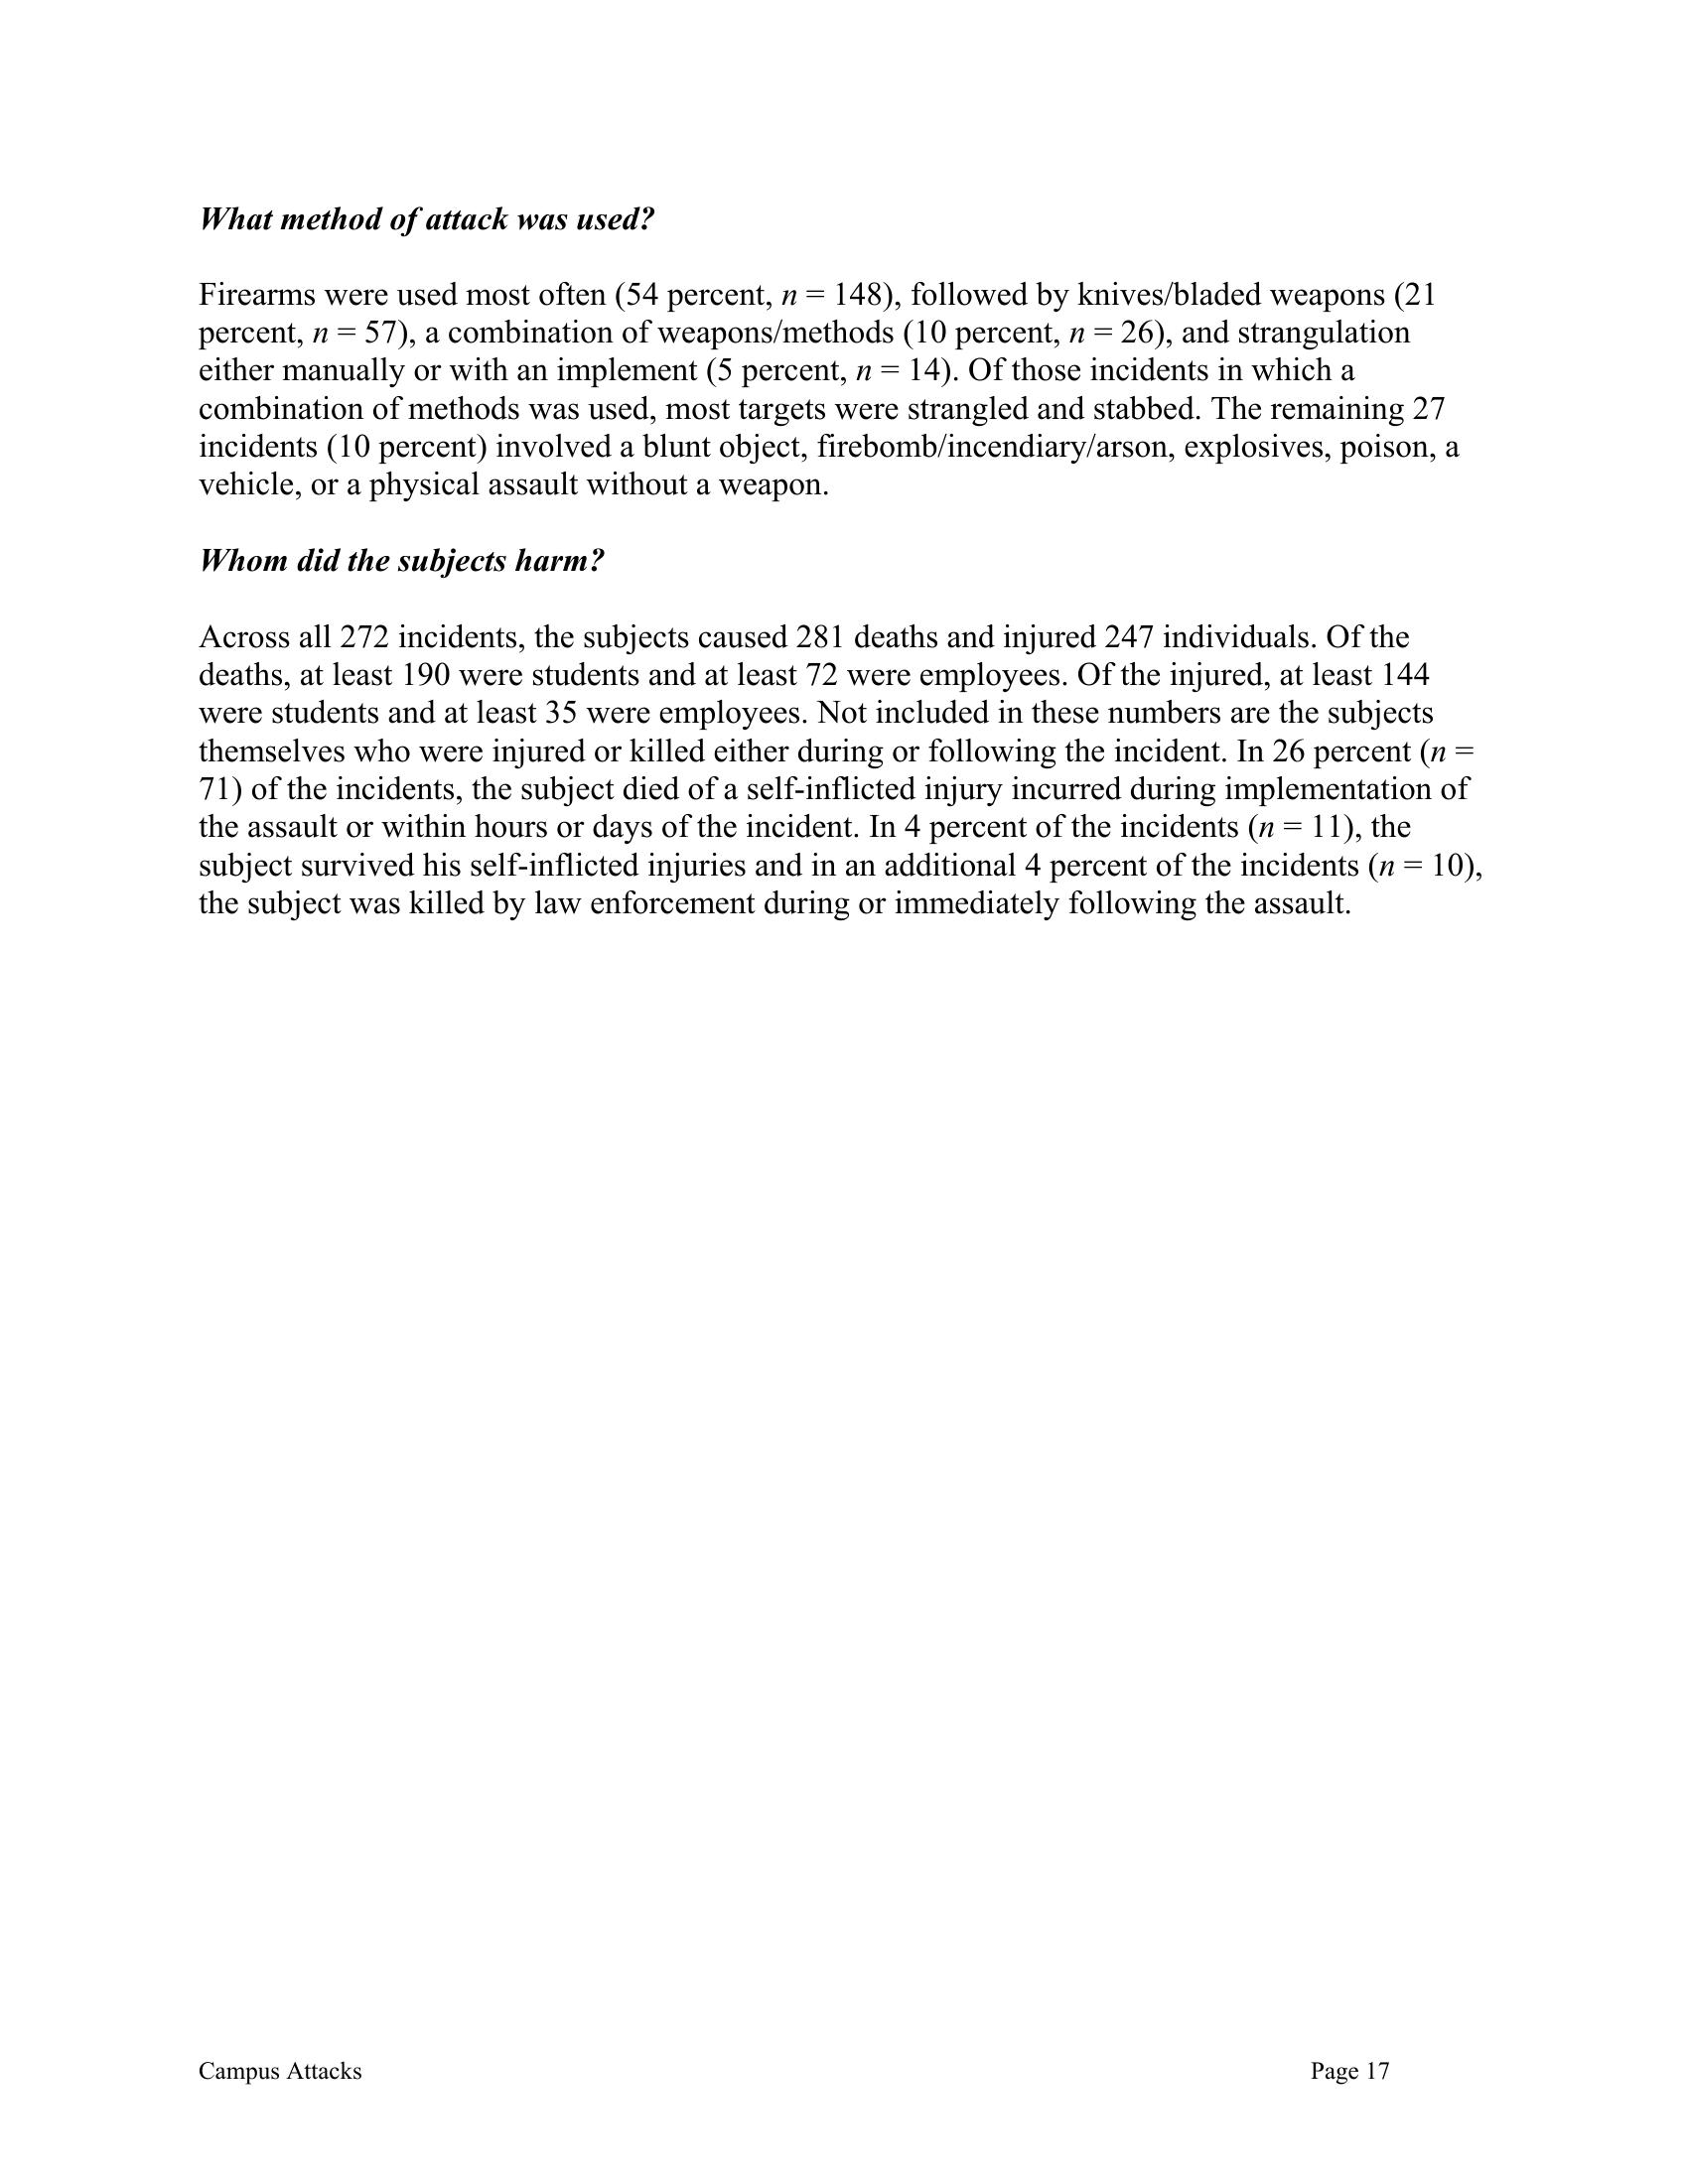 What method of attack was used?
Firearms were used most often (54 percent, n = 148), followed by knives/bladed weapons (21
percent, n = 57), a combination of weapons/methods (10 percent, n = 26), and strangulation
either manually or with an implement (5 percent, n = 14). Of those incidents in which a
combination of methods was used, most targets were strangled and stabbed. The remaining 27
incidents (10 percent) involved a blunt object, firebomb/incendiary/arson, explosives, poison, a
vehicle, or a physical assault without a weapon.
Whom did the subjects harm?
Across all 272 incidents, the subjects caused 281 deaths and injured 247 individuals. Of the
deaths, at least 190 were students and at least 72 were employees. Of the injured, at least 144
were students and at least 35 were employees. Not included in these numbers are the subjects
themselves who were injured or killed either during or following the incident. In 26 percent (n =
71) of the incidents, the subject died of a self-inflicted injury incurred during implementation of
the assault or within hours or days of the incident. In 4 percent of the incidents (n = 11), the
subject survived his self-inflicted injuries and in an additional 4 percent of the incidents (n = 10),
the subject was killed by law enforcement during or immediately following the assault.
Campus Attacks Page 17